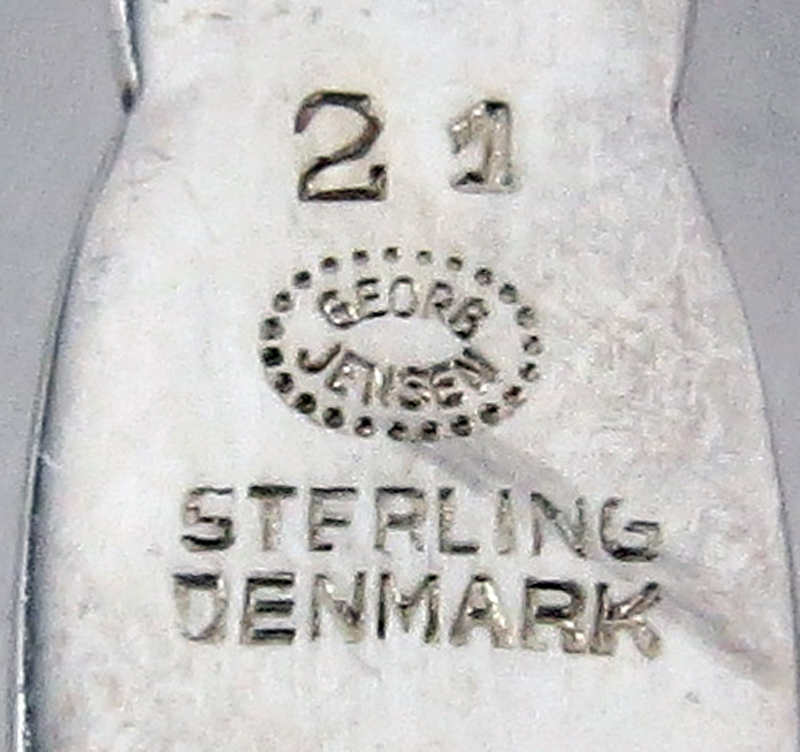 21
GEORG
JENSEN
STERLING
DENMARK